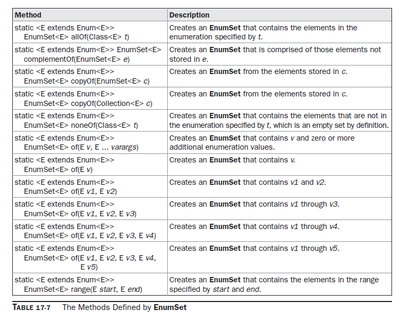 Method Description
static <E extends Enum<E>>
EnumSet<E> allOf(Class<E> t)
Creates an EnumSet that contains the elements in the
enumeration specified by t.
static <E extends Enum<E>> EnumSet<E>
complementOf(EnumSet<E> e)
Creates an EnumSet that is comprised of those elements not
stored in e.
static <E extends Enum<E>>
EnumSet<E> copyOf(EnumSet<E> c)
Creates an EnumSet from the elements stored in c.
static <E extends Enum<E>>
EnumSet<E> copyOf(Collection<E> c)
Creates an EnumSet from the elements stored in c.
static <E extends Enum<E>>
EnumSet<E> noneOf(Class<E> t)
Creates an EnumSet that contains the elements that are not in
the enumeration specified by t, which is an empty set by definition.
static <E extends Enum<E>>
EnumSet<E> of(E v, E ... varargs)
Creates an EnumSet that contains v and zero or more
additional enumeration values.
static <E extends Enum<E>>
EnumSet<E> of(E v)
Creates an EnumSet that contains v.
static <E extends Enum<E>>
EnumSet<E> of(E v1, E v2)
Creates an EnumSet that contains v1 and v2.
static <E extends Enum<E>>
EnumSet<E> of(E v1, E v2, E v3)
Creates an EnumSet that contains v1 through v3.
static <E extends Enum<E>>
EnumSet<E> of(E v1, E v2, E v3, E v4)
Creates an EnumSet that contains v1 through v4.
static <E extends Enum<E>>
EnumSet<E> of(E v1, E v2, E v3, E v4,
E v5)
Creates an EnumSet that contains v1 through v5.
static <E extends Enum<E>>
EnumSet<E> range(E start, E end)
Creates an EnumSet that contains the elements in the range
specified by start and end.
TABLE 17-7 The Methods Defined by EnumSet